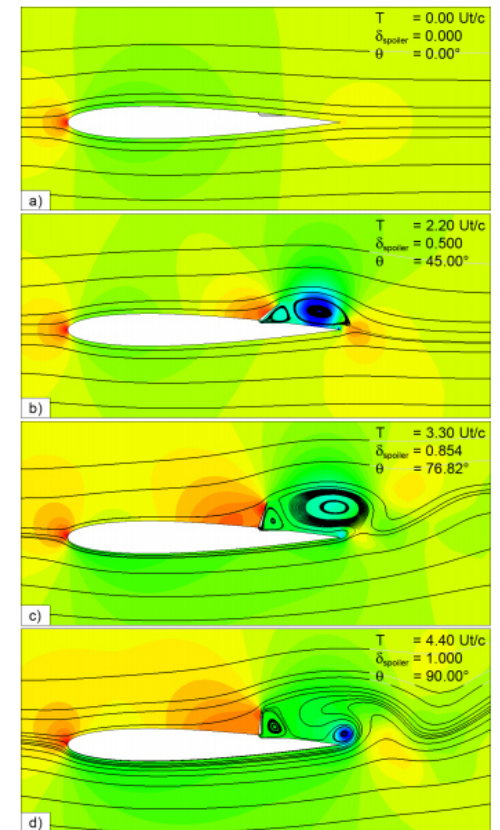 T = 0.00 Ut/c
δspoiler = 0.000
θ = 0.00°
a)
T = 2.20 Ut/c
δspoiler = 0.500
θ = 45.00°
b)
T = 3.30 Ut/c
δspoiler = 0.854
θ = 76.82°
c)
T = 4.40 Ut/c
δspoiler = 1.000
θ = 90.00°
d)